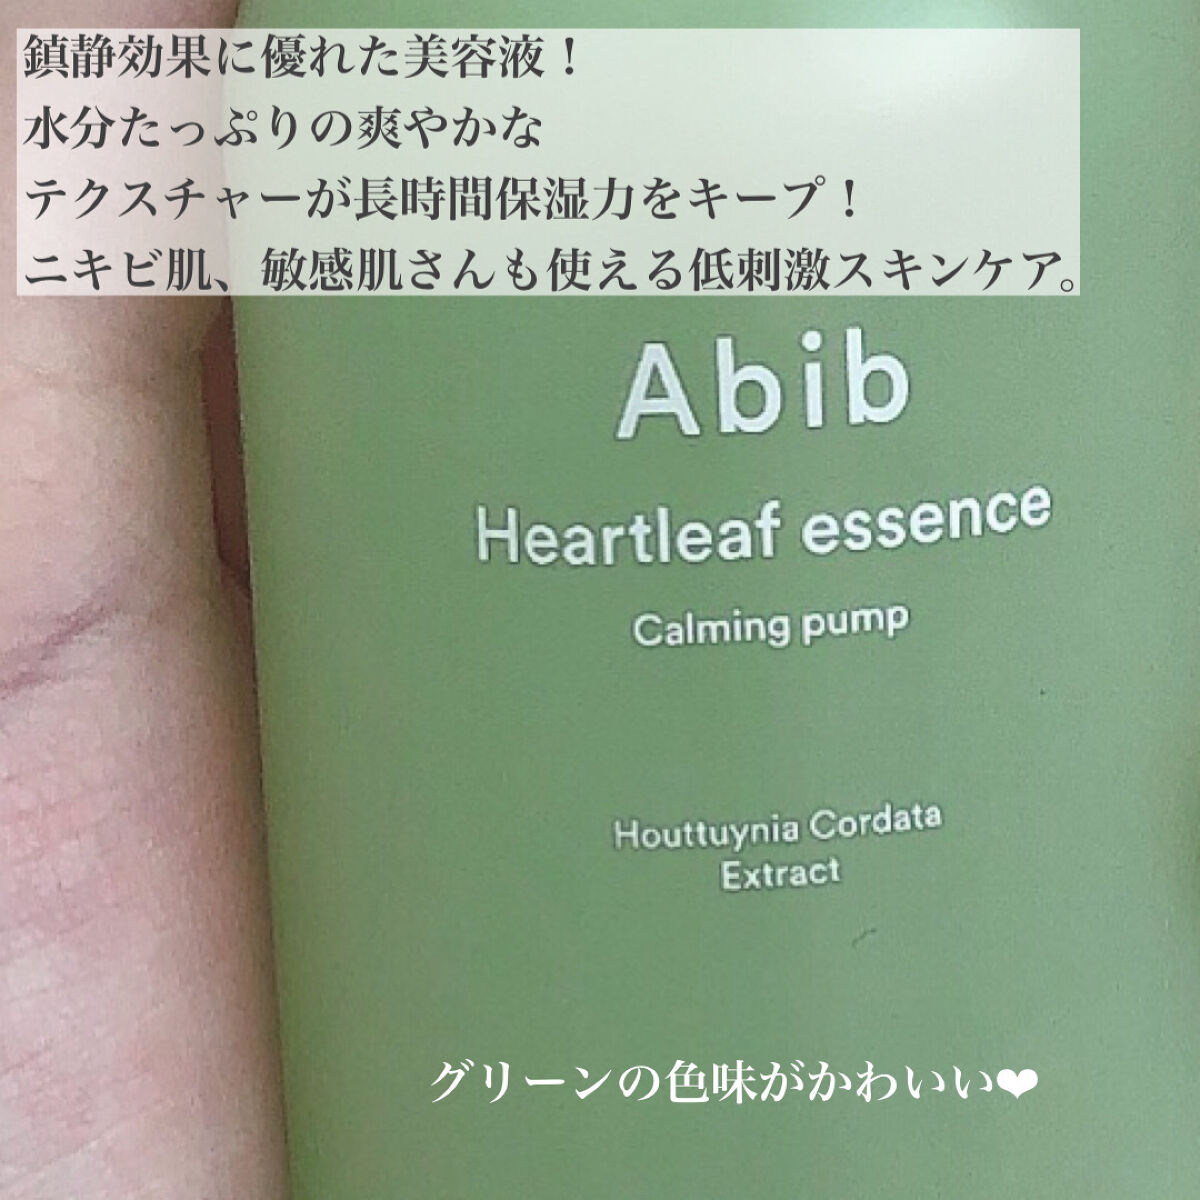 鎮静効果に優れた美容液！
水分たっぷりの爽やかな
テクスチャーが長時間保湿力をキープ！
ニキビ肌、敏感肌さんも使える低刺激スキンケア。
Abib
Heartleaf essence
Calming pump
Houttuynia Cordata
Extract
グリーンの色味がかわいい❤